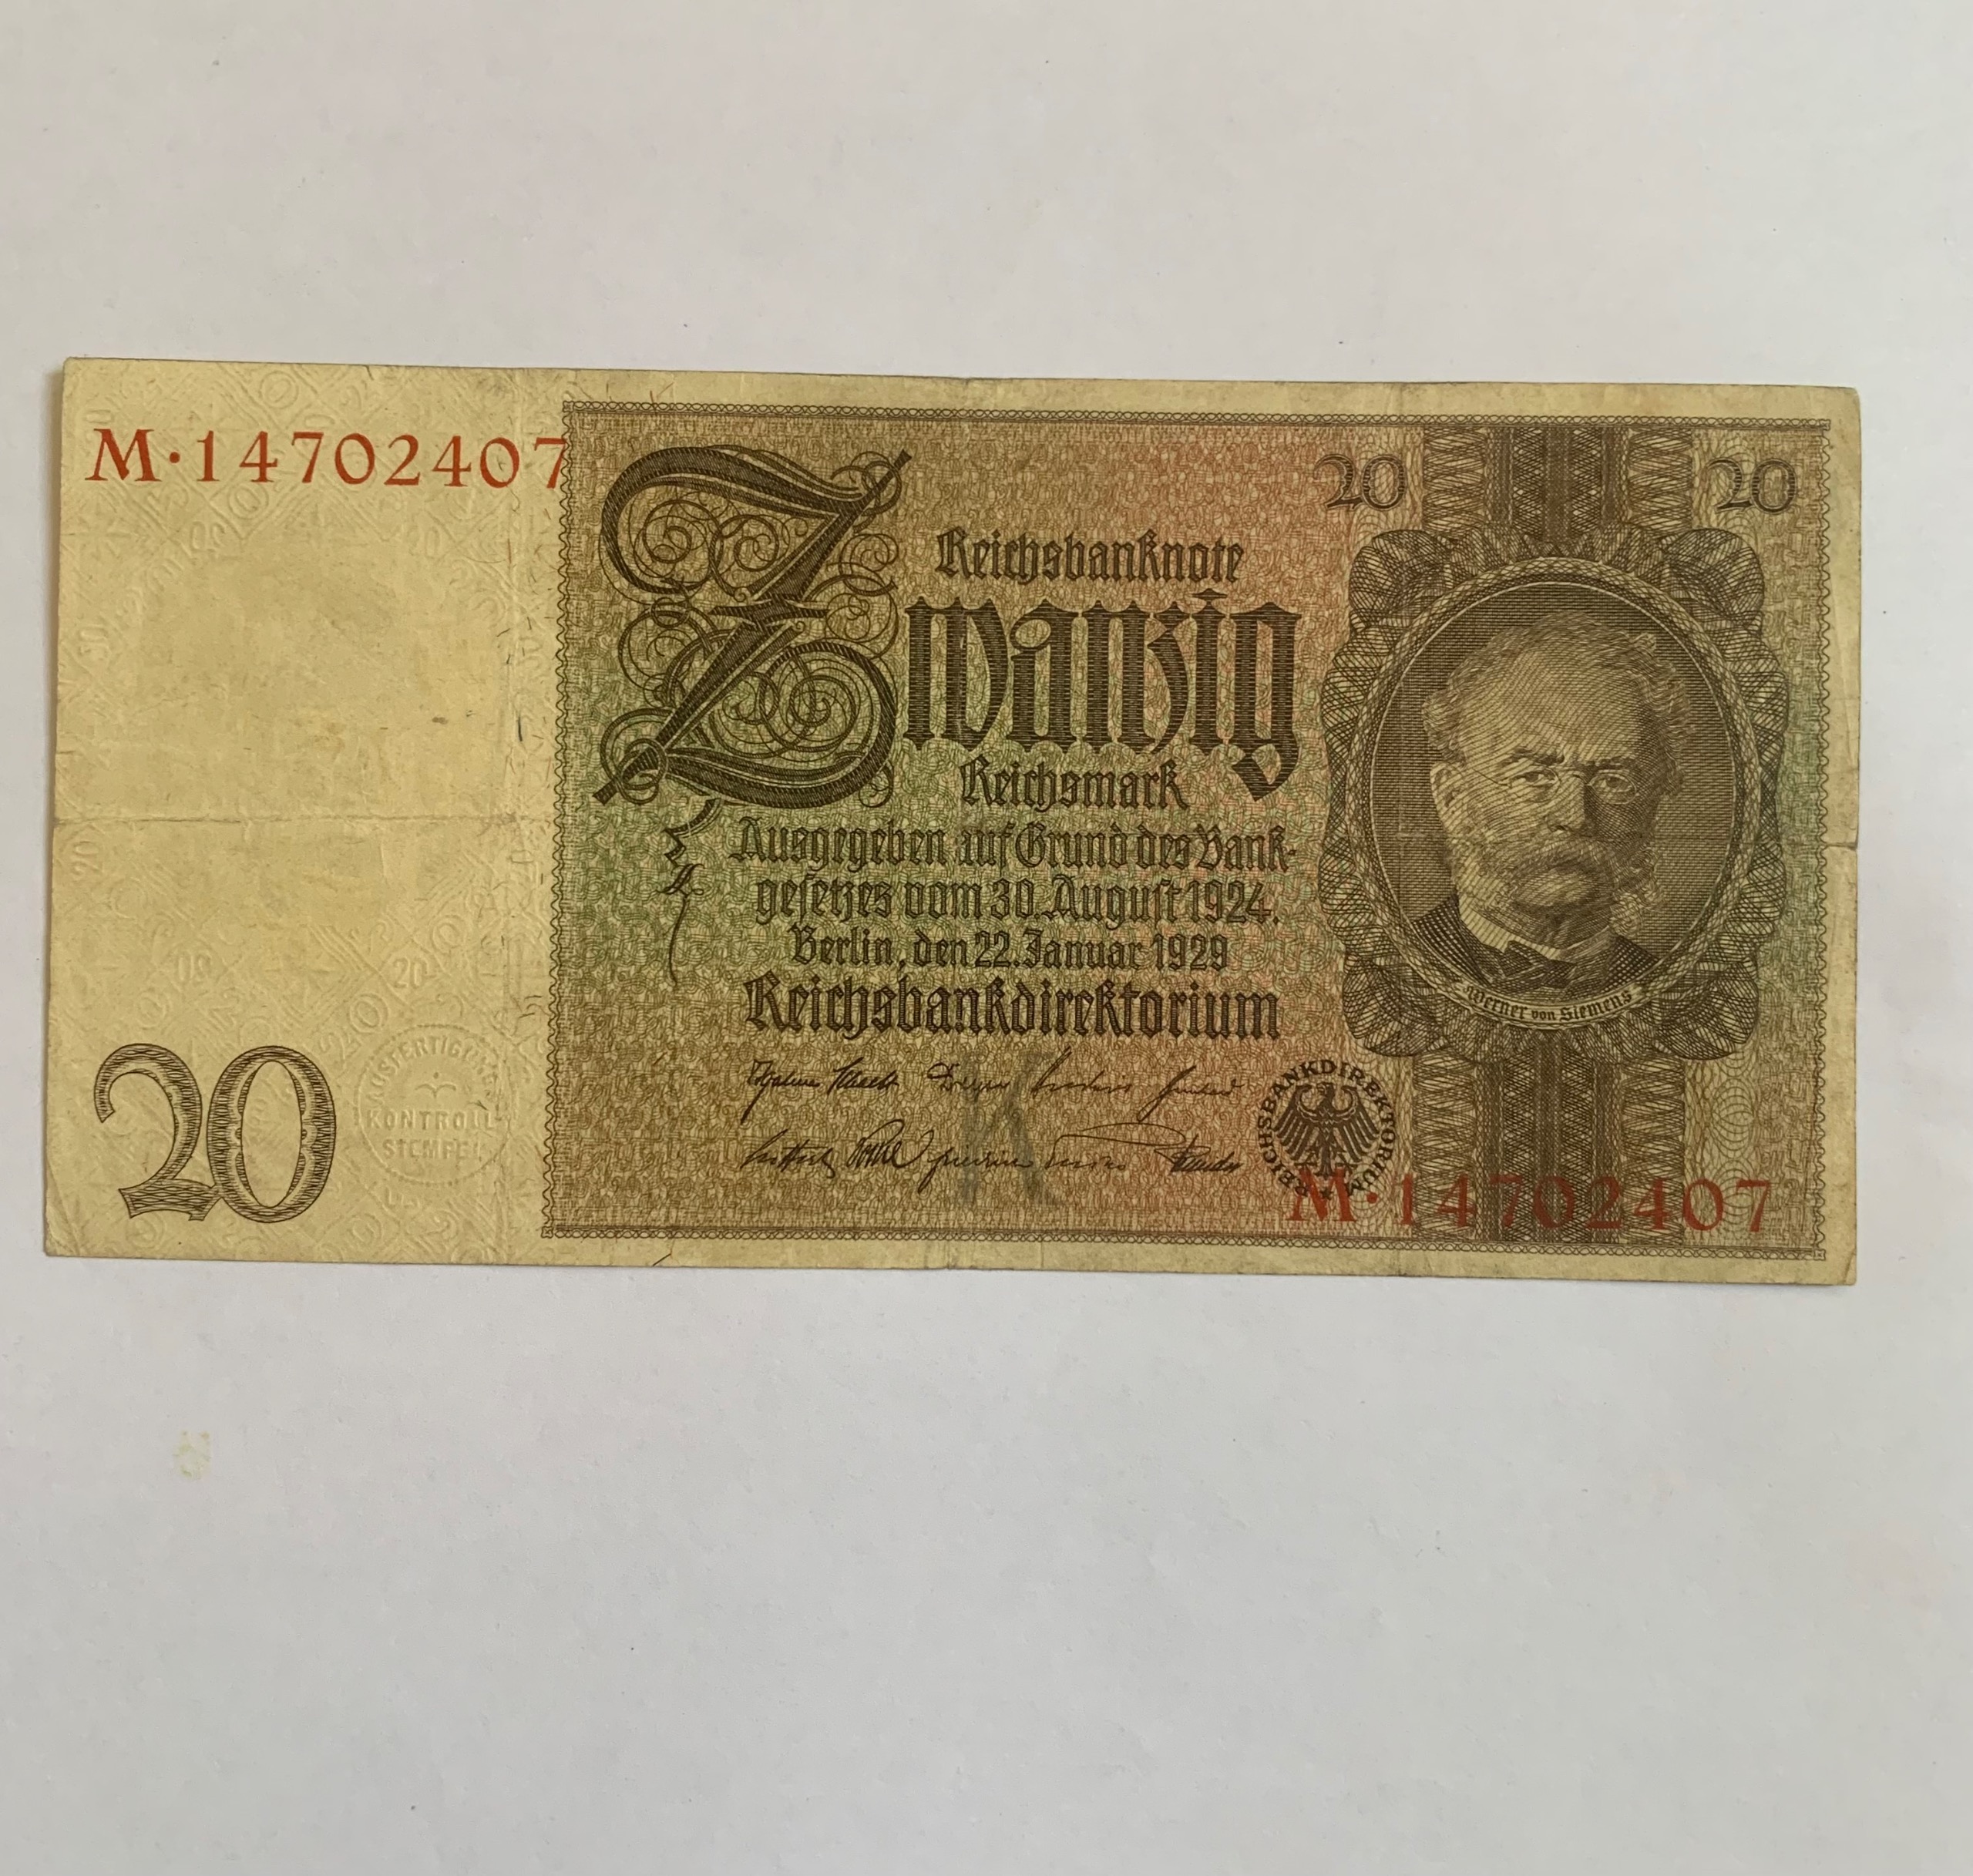 M·14702407
20 20
Reichsbanknote
Zwanzig
Reichsmark
Ausgegeben auf Grund des Bank-
gesetzes vom 30. August 1924.
Berlin, den 22. Januar 1929
Reichsbankdirektorium
Werner von Siemens
20
AUSFERTIGUNGS
KONTROLL-
STEMPEL
K
REICHSBANKDIREKTORIUM
M·14702407